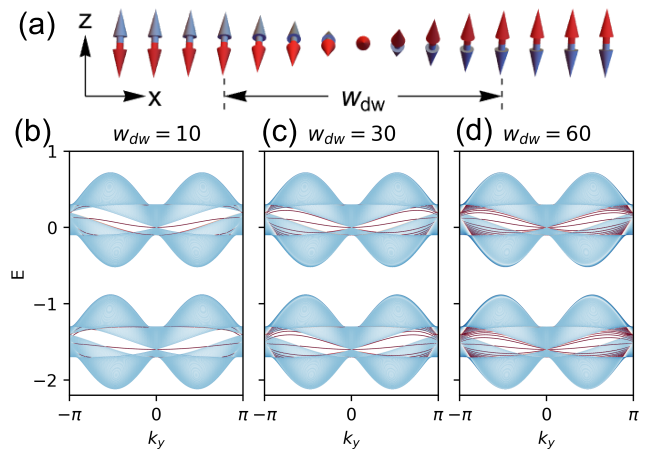 (a)
z
x
w_dw
(b) w_dw = 10
(c) w_dw = 30
(d) w_dw = 60
1
0
−1
−2
E
−π 0 π
−π 0 π
−π 0 π
k_y
k_y
k_y